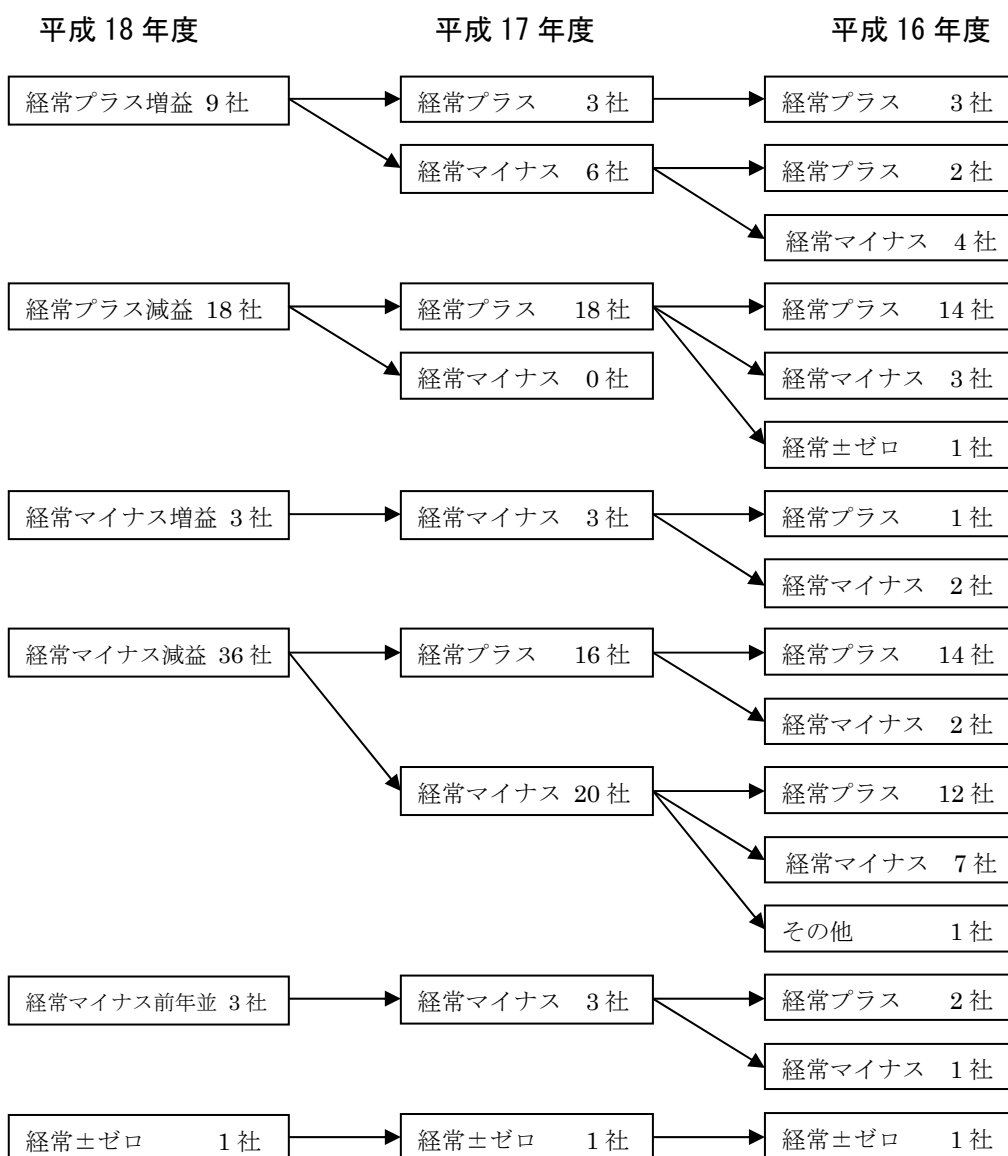 平成 18 年度 平成 17 年度 平成 16 年度
経常プラス増益 9 社 経常プラス 3 社 経常プラス 3 社
経常マイナス 6 社 経常プラス 2 社
経常マイナス 4 社
経常プラス減益 18 社 経常プラス 18 社 経常プラス 14 社
経常マイナス 0 社 経常マイナス 3 社
経常±ゼロ 1 社
経常マイナス増益 3 社 経常マイナス 3 社 経常プラス 1 社
経常マイナス 2 社
経常マイナス減益 36 社 経常プラス 16 社 経常プラス 14 社
経常マイナス 2 社
経常マイナス 20 社 経常プラス 12 社
経常マイナス 7 社
その他 1 社
経常マイナス前年並 3 社 経常マイナス 3 社 経常プラス 2 社
経常マイナス 1 社
経常±ゼロ 1 社 経常±ゼロ 1 社 経常±ゼロ 1 社